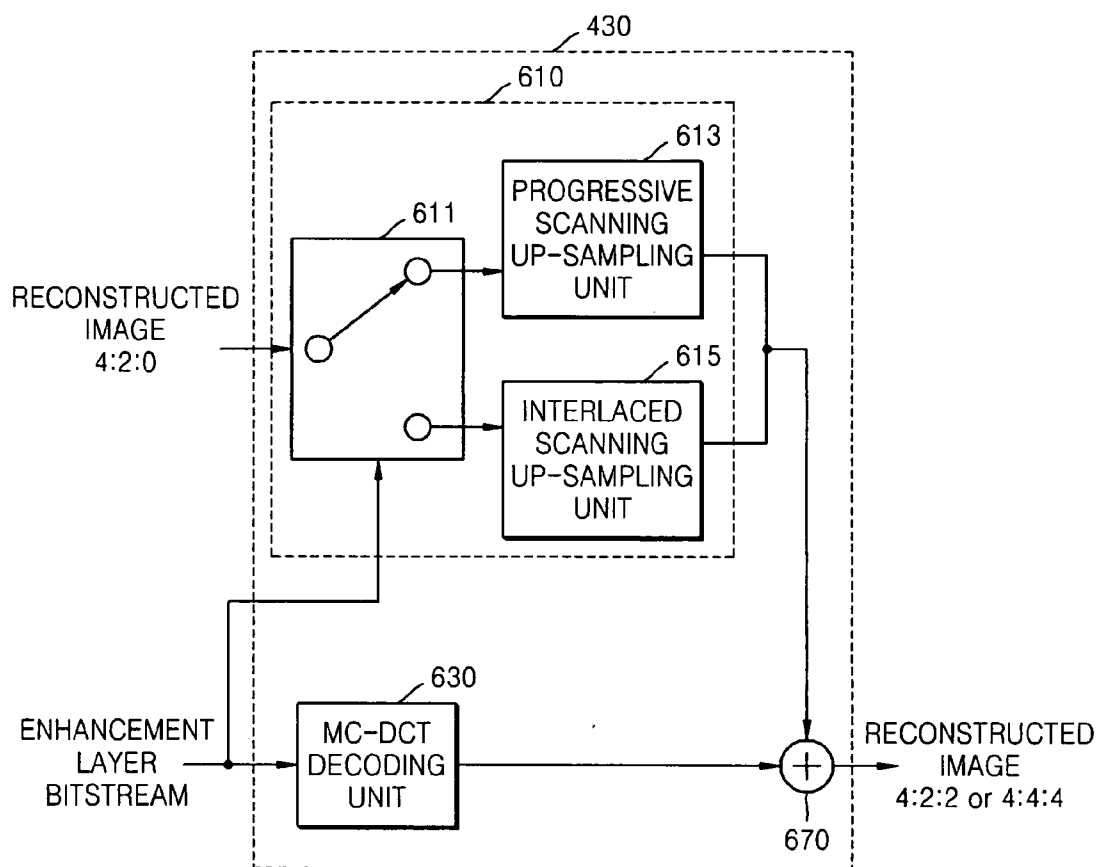 430
610
613
PROGRESSIVE
SCANNING
UP-SAMPLING
UNIT
611
RECONSTRUCTED
IMAGE
4:2:0
615
INTERLACED
SCANNING
UP-SAMPLING
UNIT
630
ENHANCEMENT
LAYER
BITSTREAM
MC-DCT
DECODING
UNIT
+
RECONSTRUCTED
IMAGE
4:2:2 or 4:4:4
670